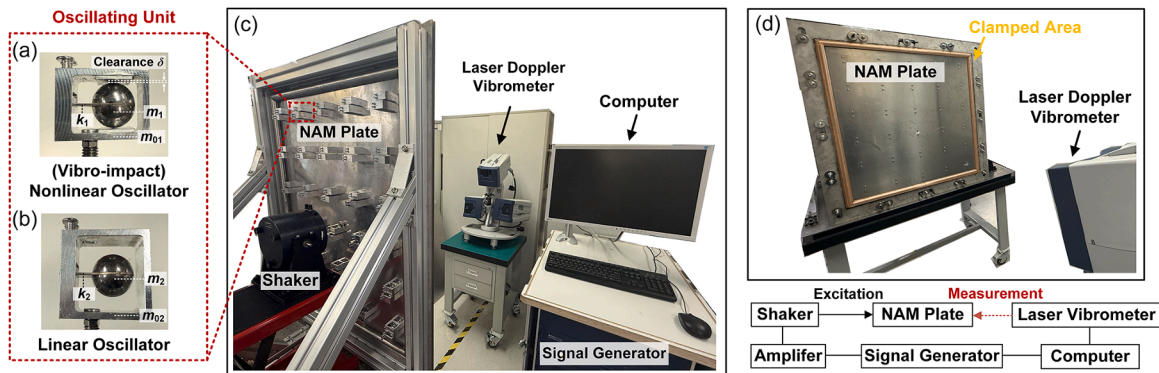 Oscillating Unit
(a)
Clearance δ
k1
m1
m01
(Vibro-impact)
Nonlinear Oscillator
(b)
m2
k2
m02
Linear Oscillator
(c)
NAM Plate
Laser Doppler
Vibrometer
Computer
Shaker
Signal Generator
(d)
Clamped Area
NAM Plate
Laser Doppler
Vibrometer
Excitation
Measurement
Shaker
NAM Plate
Laser Vibrometer
Amplifer
Signal Generator
Computer